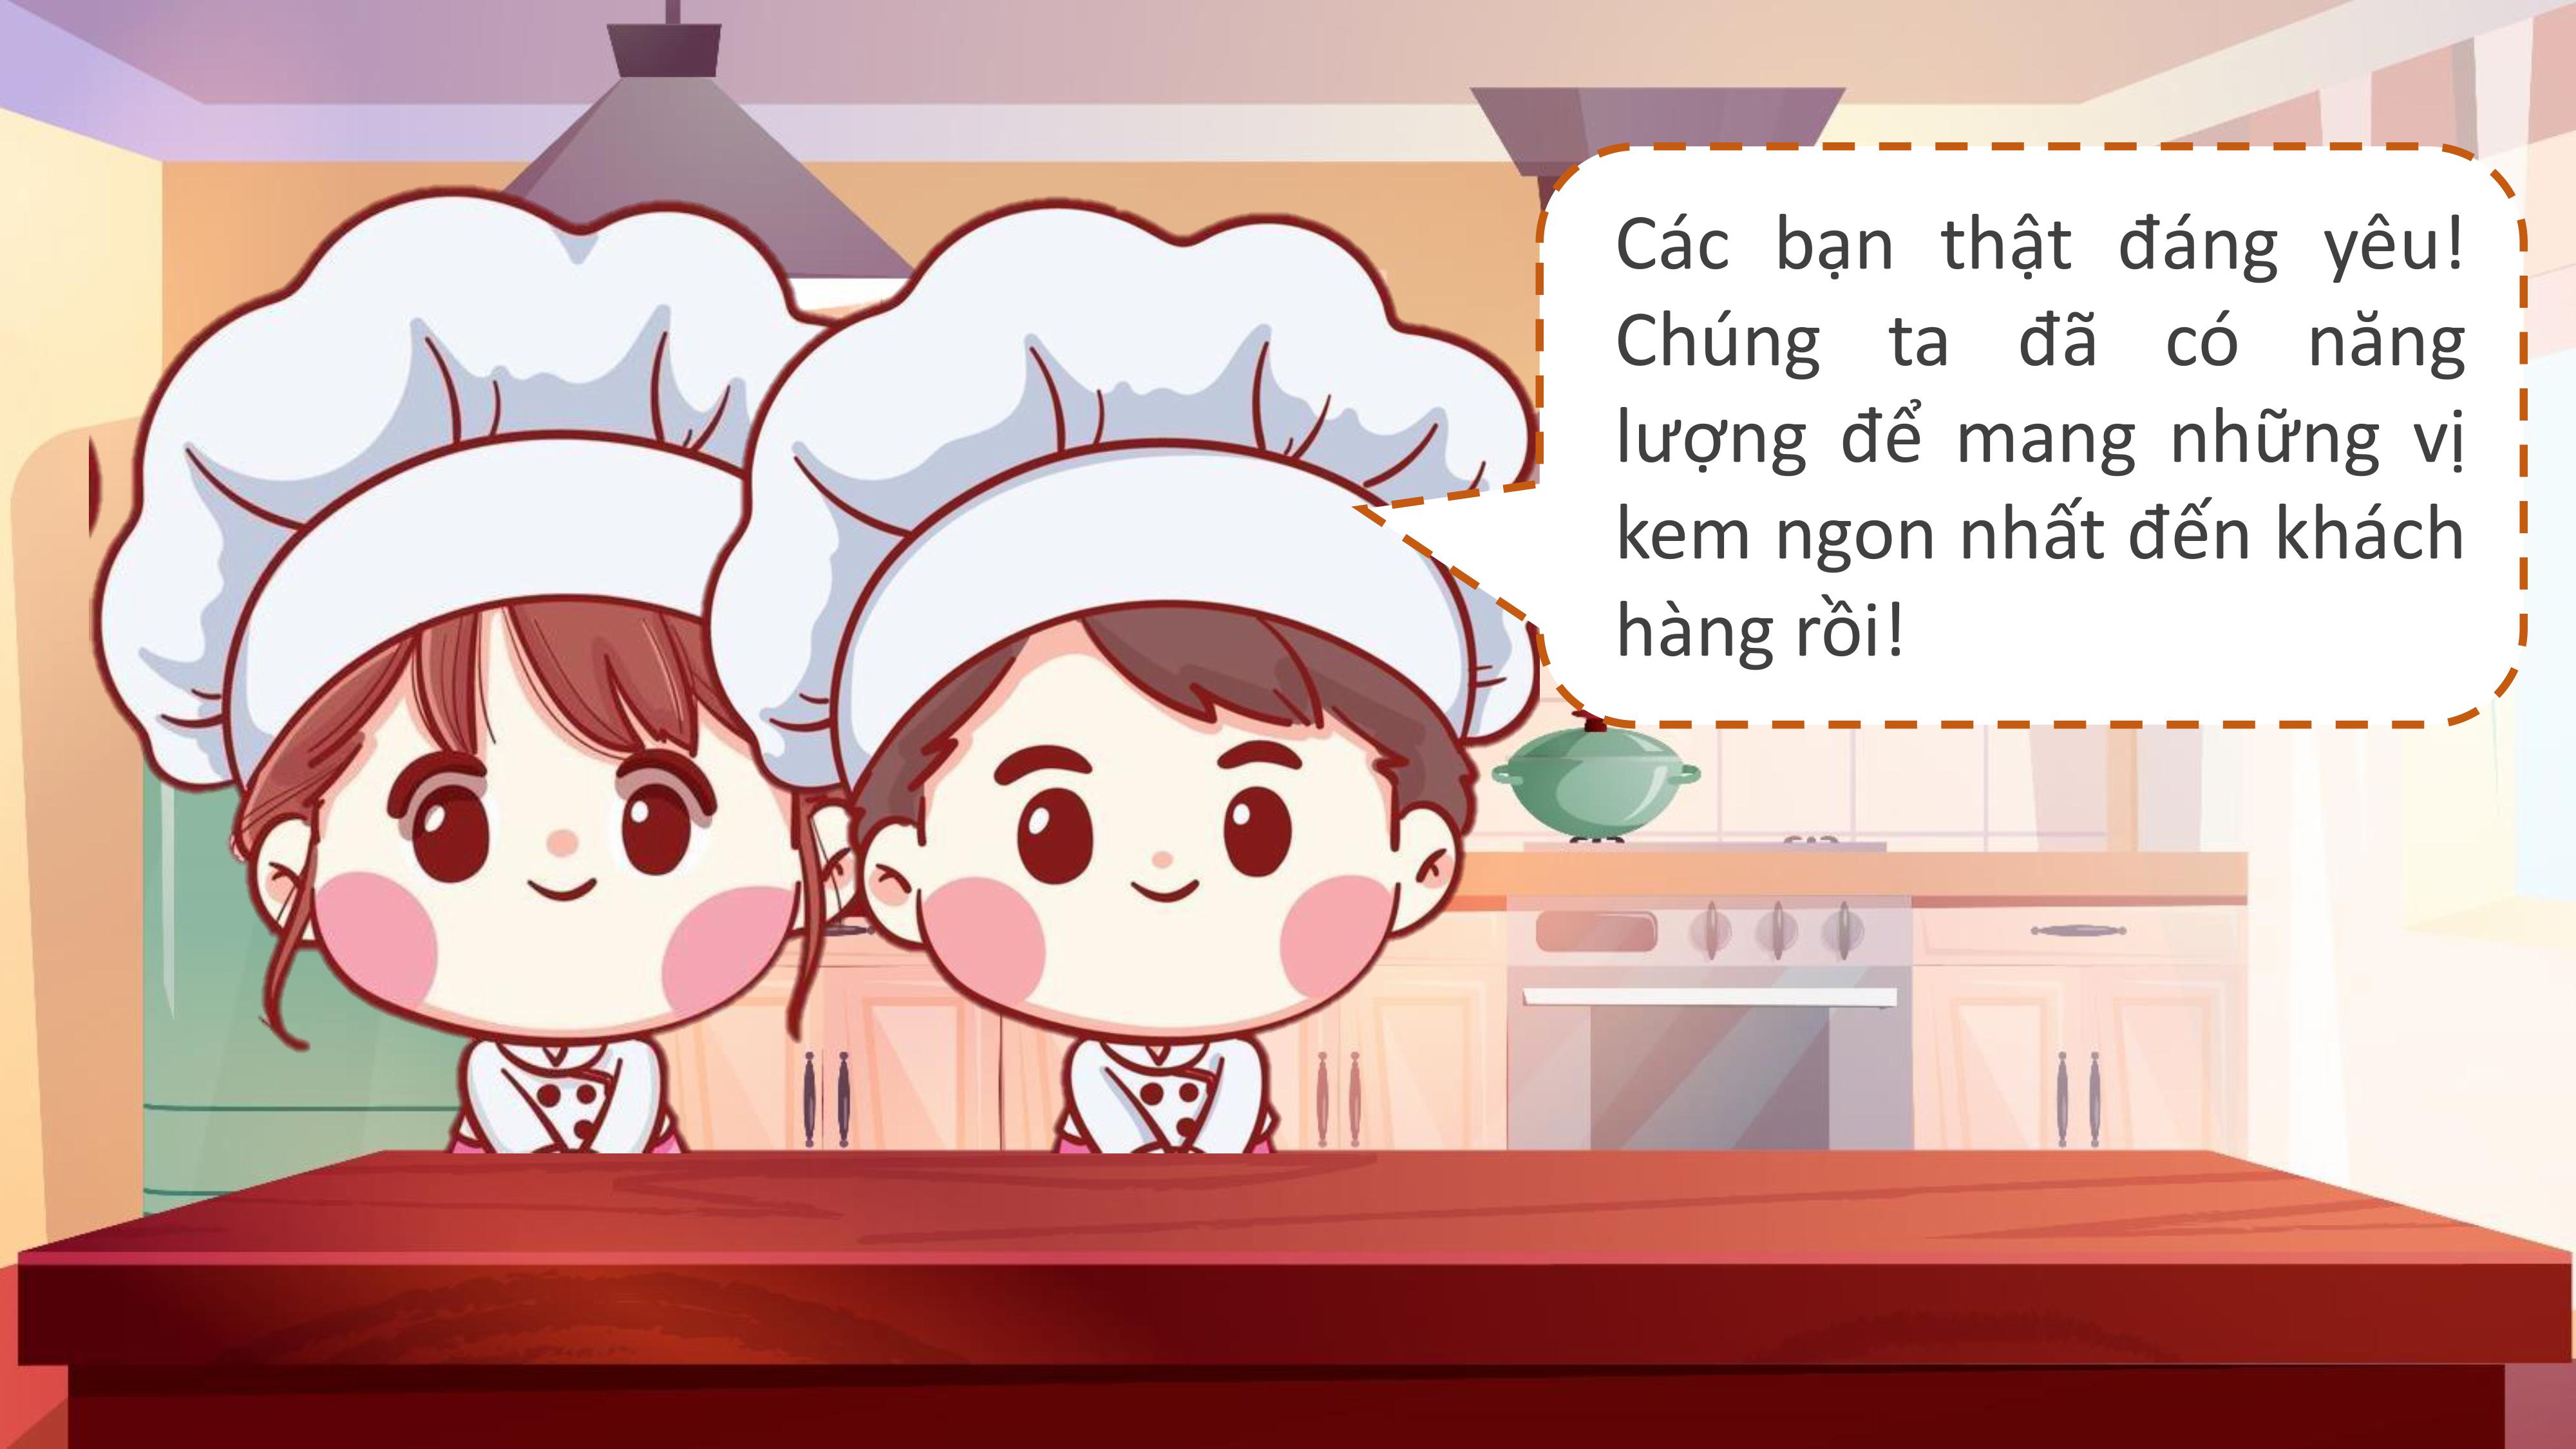 Các bạn thật đáng yêu!
Chúng ta đã có năng
lượng để mang những vị
kem ngon nhất đến khách
hàng rồi!